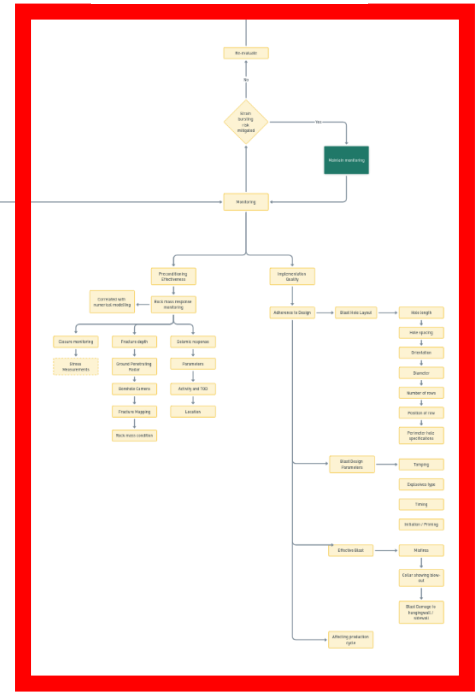 Re-evaluate
No
Strain
bursting
risk
mitigated
Yes
Maintain monitoring
Monitoring
Preconditioning
Effectiveness
Implementation
Quality
Correlated with
numerical modelling
Rock mass response
monitoring
Adherence to Design
Blast Hole Layout
Hole length
Hole spacing
Closure monitoring
Fracture depth
Seismic response
Orientation
Stress
Measurements
Ground Penetrating
Radar
Parameters
Diameter
Borehole Camera
Activity and TOD
Number of rows
Fracture Mapping
Location
Position of row
Rock mass condition
Perimeter hole
specifications
Blast Design
Parameters
Tamping
Explosives type
Timing
Initiation / Priming
Effective Blast
Misfires
Collar showing blow-
out
Blast Damage to
hangingwall /
sidewall
Affecting production
cycle